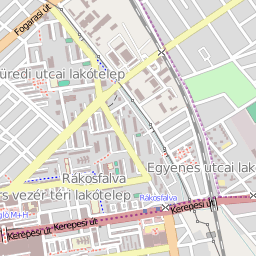 Fogarasi út
üredi utcai lakótelep
Egyenes utcai lak
Rákosfalva
s vezér téri lakótelep
Rákosfalva
Kerepesi út
Kerepesi út
Kerepesi út